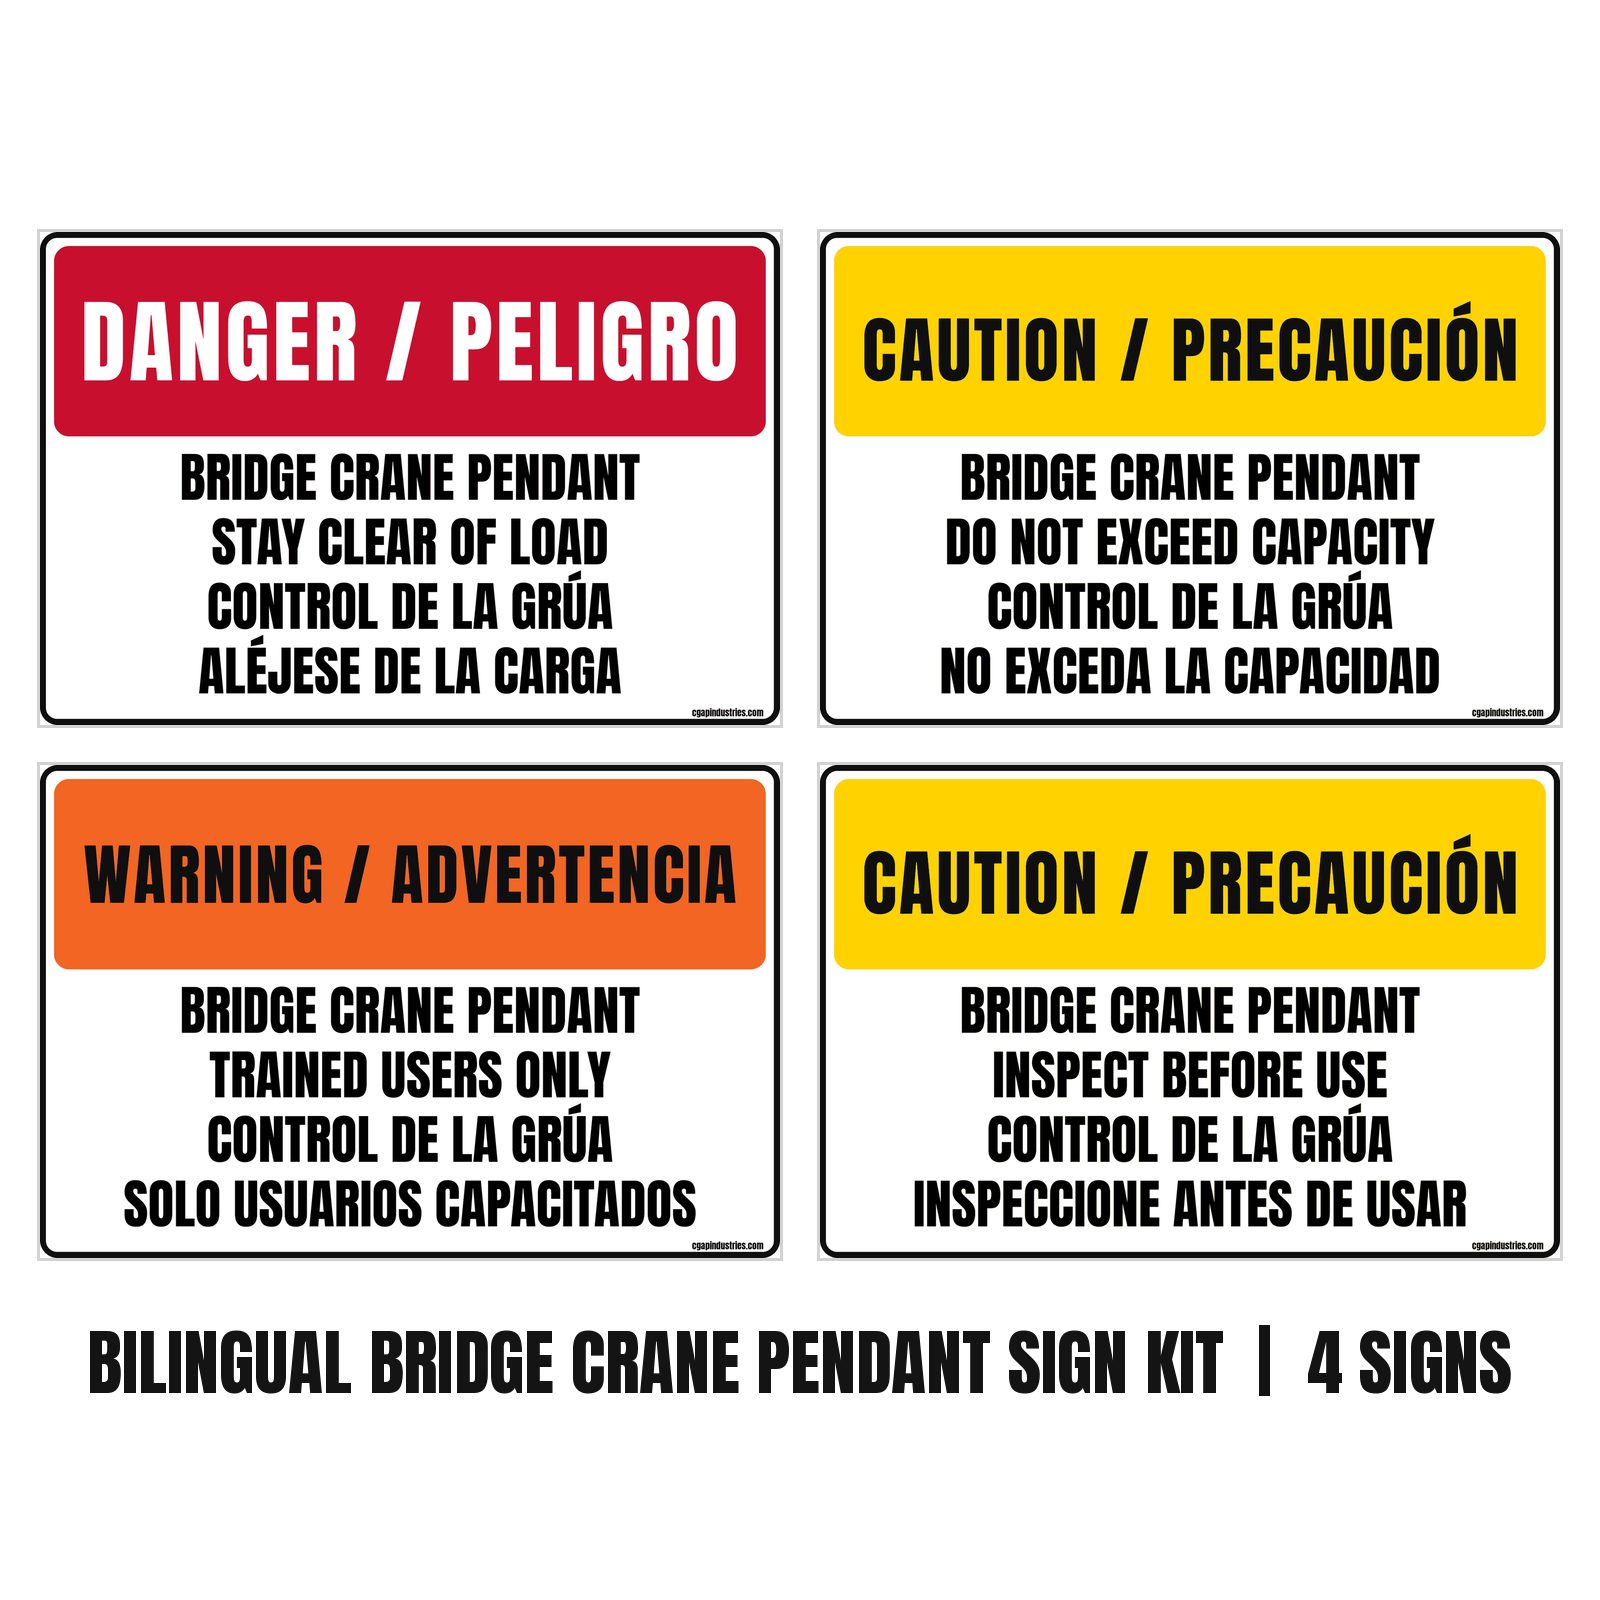 DANGER / PELIGRO
BRIDGE CRANE PENDANT
STAY CLEAR OF LOAD
CONTROL DE LA GRÚA
ALÉJESE DE LA CARGA
cgapindustries.com
CAUTION / PRECAUCIÓN
BRIDGE CRANE PENDANT
DO NOT EXCEED CAPACITY
CONTROL DE LA GRÚA
NO EXCEDA LA CAPACIDAD
cgapindustries.com
WARNING / ADVERTENCIA
BRIDGE CRANE PENDANT
TRAINED USERS ONLY
CONTROL DE LA GRÚA
SOLO USUARIOS CAPACITADOS
cgapindustries.com
CAUTION / PRECAUCIÓN
BRIDGE CRANE PENDANT
INSPECT BEFORE USE
CONTROL DE LA GRÚA
INSPECCIONE ANTES DE USAR
cgapindustries.com
BILINGUAL BRIDGE CRANE PENDANT SIGN KIT | 4 SIGNS